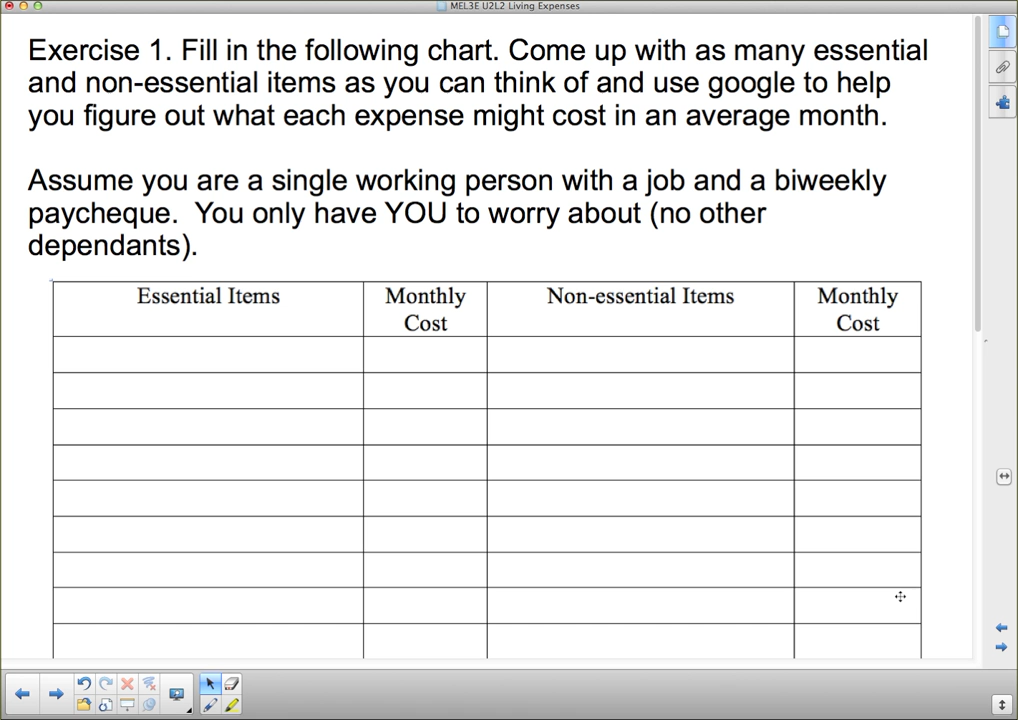 MEL3E U2L2 Living Expenses
Exercise 1. Fill in the following chart. Come up with as many essential
and non-essential items as you can think of and use google to help
you figure out what each expense might cost in an average month.
Assume you are a single working person with a job and a biweekly
paycheque.  You only have YOU to worry about (no other
dependants).
Essential Items
Monthly
Cost
Non-essential Items
Monthly
Cost